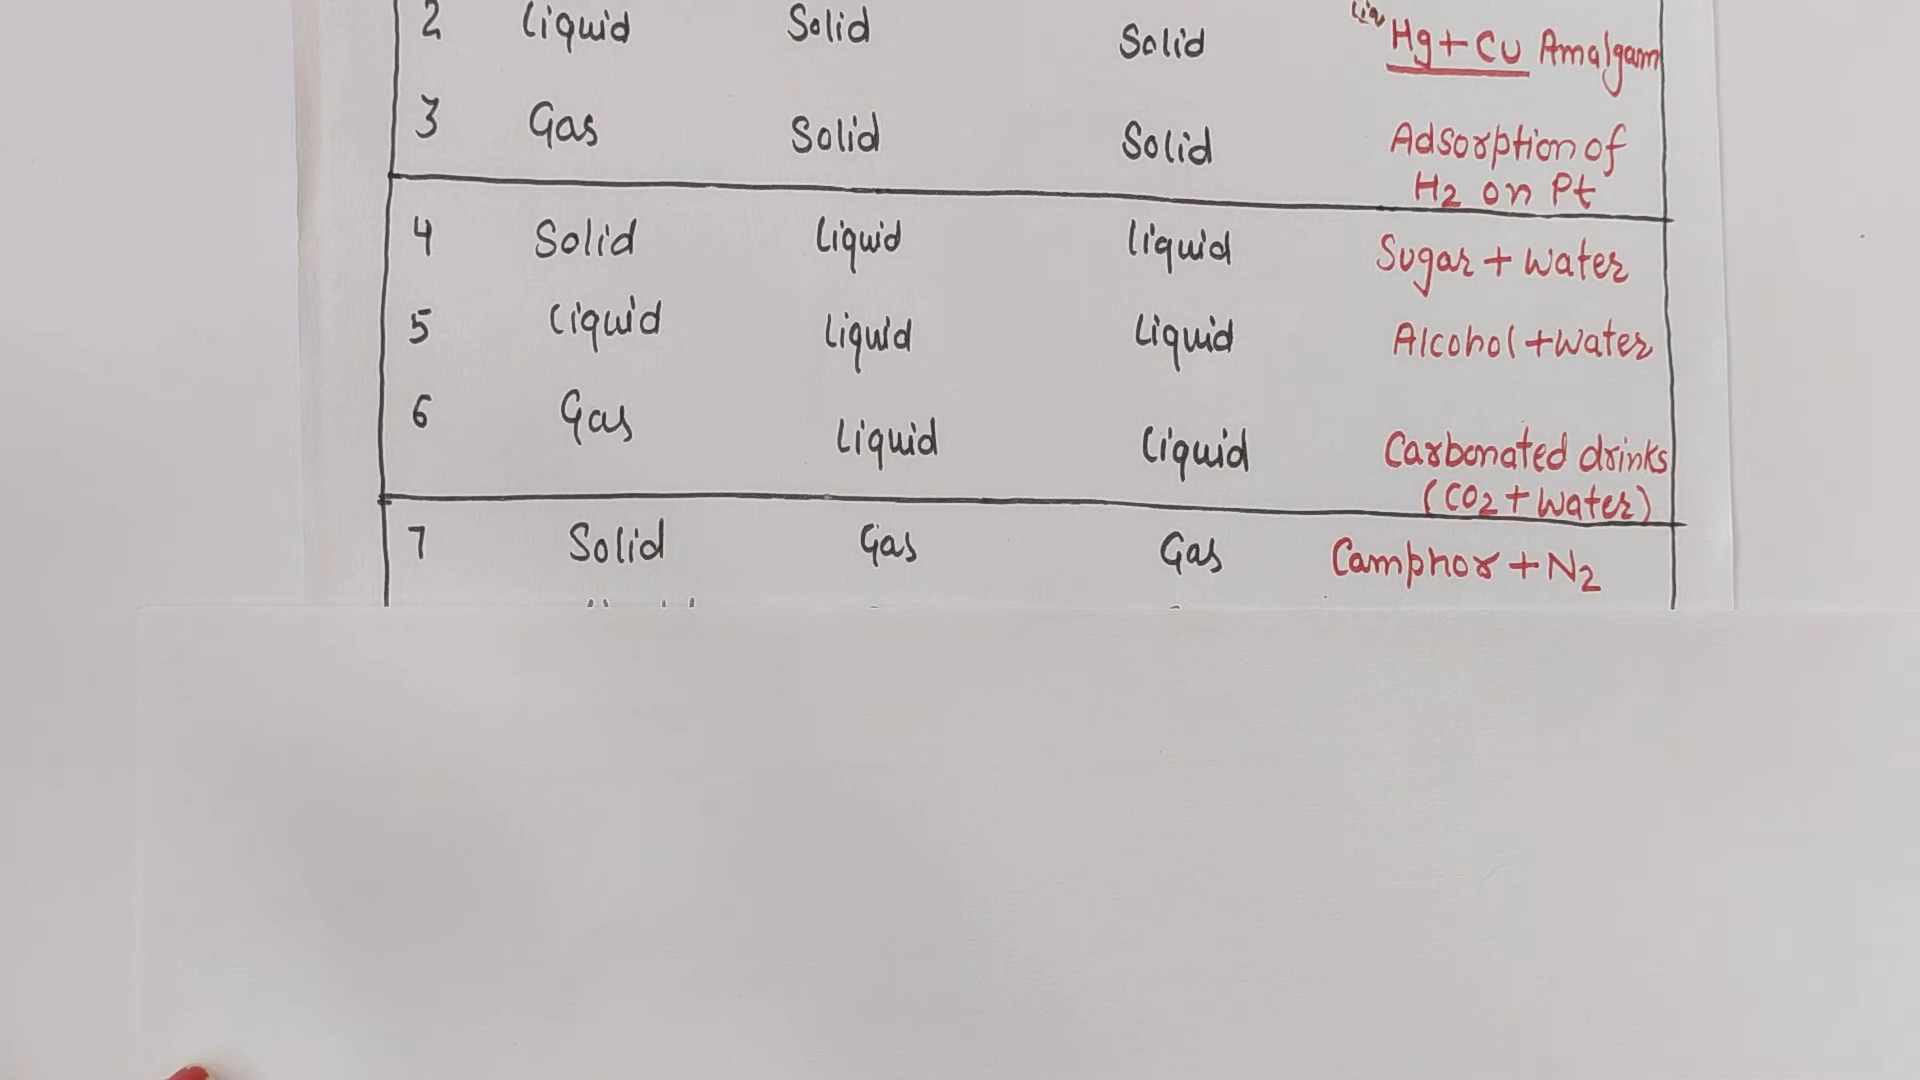 2 Liquid Solid Solid Liq Hg + Cu Amalgam
3 Gas Solid Solid Adsorption of
H2 on Pt
4 Solid Liquid Liquid Sugar + Water
5 Liquid Liquid Liquid Alcohol + Water
6 Gas Liquid Liquid Carbonated drinks
(CO2 + Water)
7 Solid Gas Gas Camphor + N2